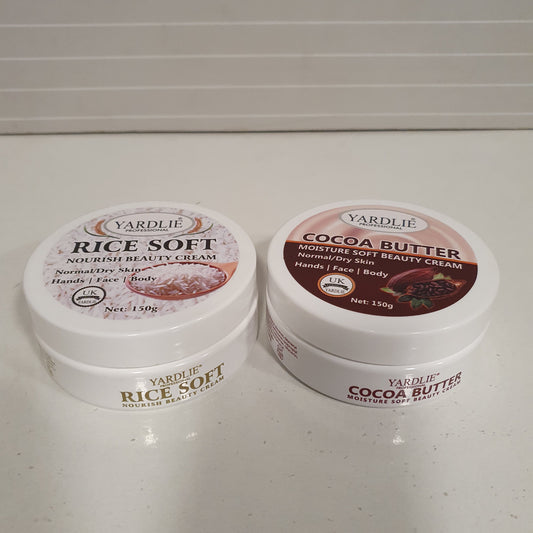 YARDLIE®
PROFESSIONAL
RICE SOFT
NOURISH BEAUTY CREAM
Normal/Dry Skin
Hands | Face | Body
UK
YARDLIE
Net: 150g
YARDLIE™
RICE SOFT
NOURISH BEAUTY CREAM
YARDLIE®
PROFESSIONAL
COCOA BUTTER
MOISTURE SOFT BEAUTY CREAM
Normal/Dry Skin
Hands | Face | Body
UK
YARDLIE
Net: 150g
YARDLIE™
COCOA BUTTER
MOISTURE SOFT BEAUTY CREAM